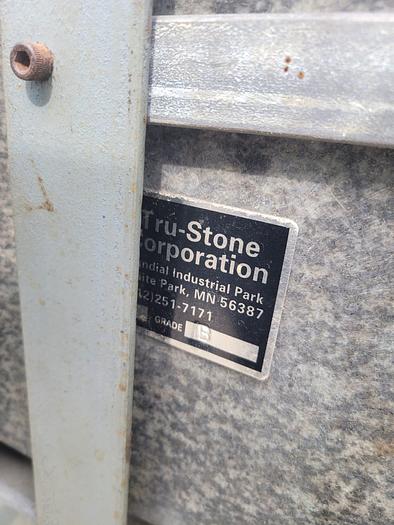 Tru-Stone
orporation
ndial Industrial Park
ite Park, MN 56387
2)251-7171
GRADE B